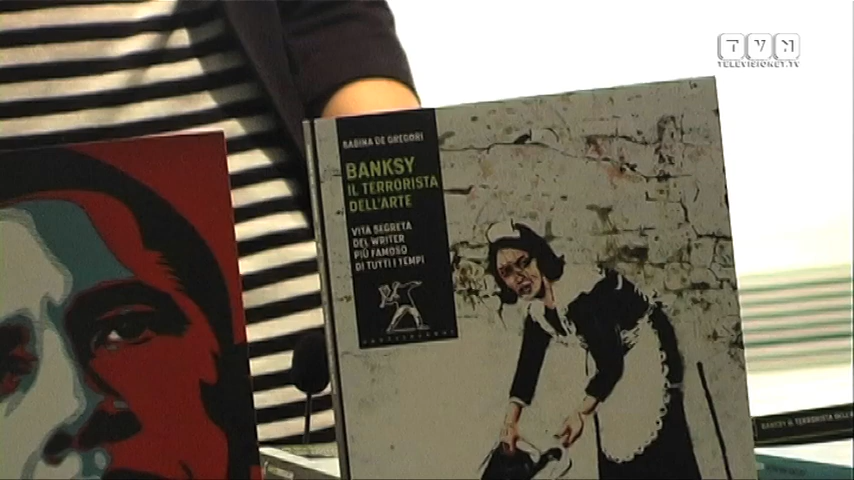 TVN
TELEVISIONET.TV
SABINA DE GREGORI
BANKSY
IL TERRORISTA
DELL'ARTE
VITA SEGRETA
DEL WRITER
PIÙ FAMOSO
DI TUTTI I TEMPI
BANKSY IL TERRORISTA DELL'